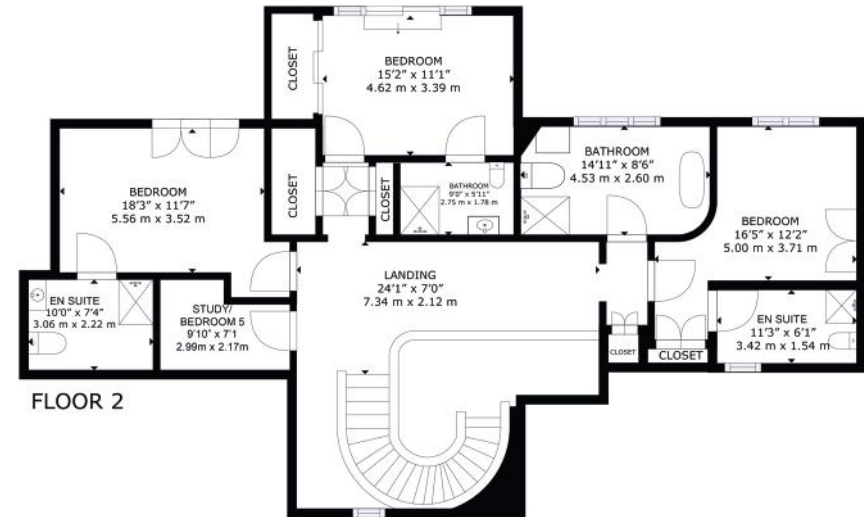 CLOSET
BEDROOM
15'2" x 11'1"
4.62 m x 3.39 m
BEDROOM
18'3" x 11'7"
5.56 m x 3.52 m
CLOSET
CLOSET
BATHROOM
9'0" x 5'11"
2.75 m x 1.78 m
BATHROOM
14'11" x 8'6"
4.53 m x 2.60 m
BEDROOM
16'5" x 12'2"
5.00 m x 3.71 m
LANDING
24'1" x 7'0"
7.34 m x 2.12 m
EN SUITE
10'0" x 7'4"
3.06 m x 2.22 m
STUDY/
BEDROOM 5
9'10" x 7'1
2.99m x 2.17m
EN SUITE
11'3" x 6'1"
3.42 m x 1.54 m
CLOSET
CLOSET
FLOOR 2